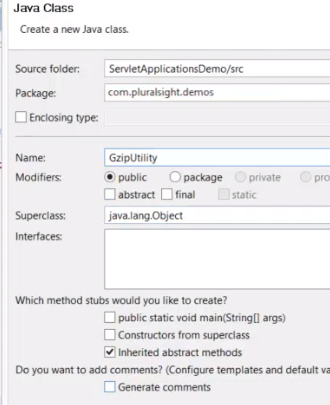 Java Class
Create a new Java class.
Source folder: ServletApplicationsDemo/src
Package: com.pluralsight.demos
Enclosing type:
Name: GzipUtility
Modifiers: public package private pro
abstract final static
Superclass: java.lang.Object
Interfaces:
Which method stubs would you like to create?
public static void main(String[] args)
Constructors from superclass
Inherited abstract methods
Do you want to add comments? (Configure templates and default va
Generate comments